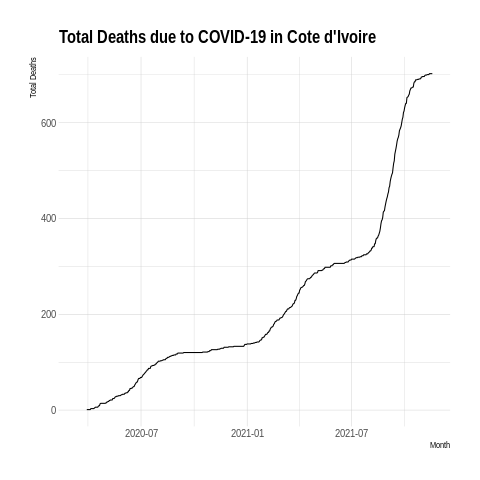 Total Deaths due to COVID-19 in Cote d'Ivoire
Total Deaths
600
400
200
0
2020-07
2021-01
2021-07
Month